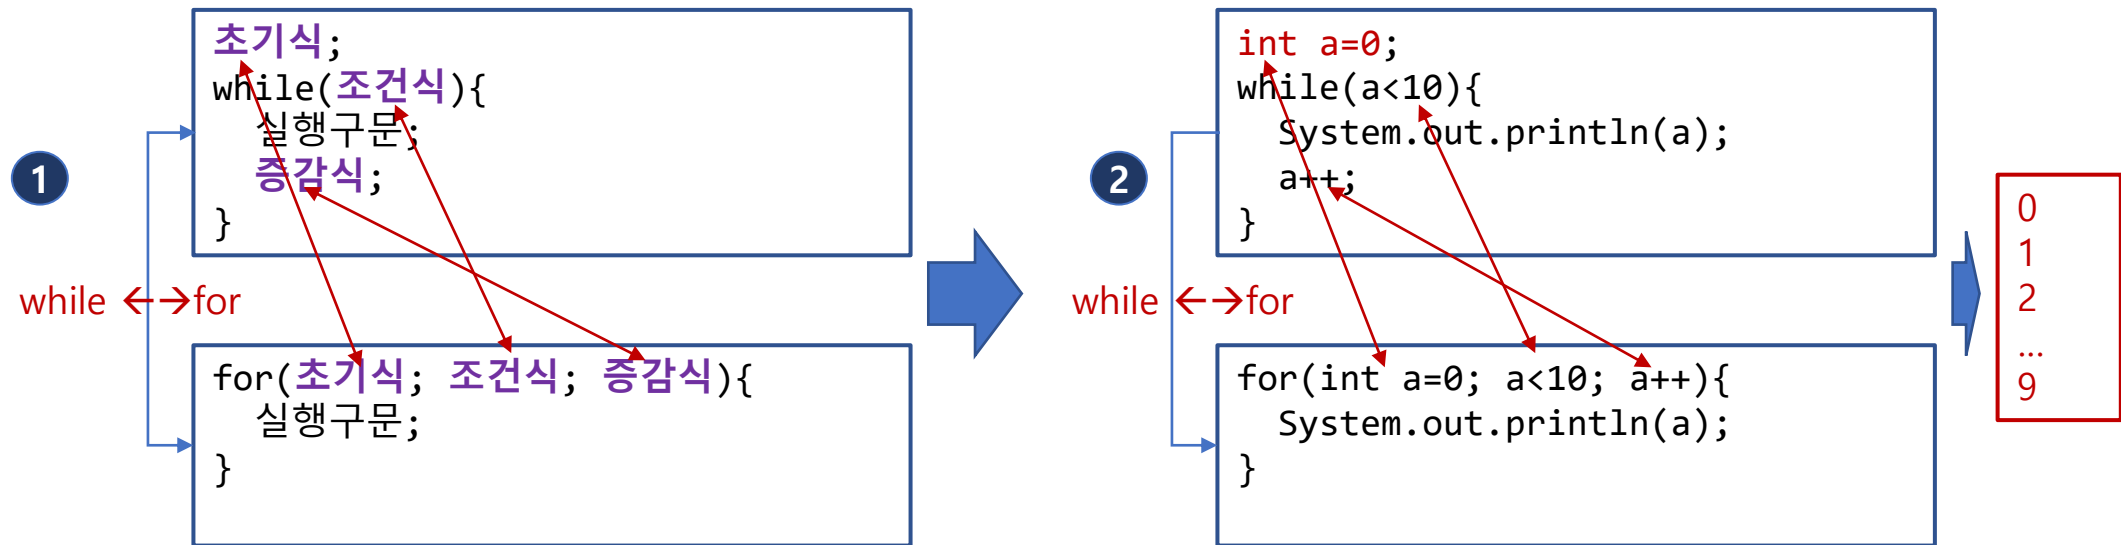 1
초기식;
while(조건식){
실행구문;
증감식;
}
while ←→for
for(초기식; 조건식; 증감식){
실행구문;
}
2
int a=0;
while(a<10){
System.out.println(a);
a++;
}
while ←→for
for(int a=0; a<10; a++){
System.out.println(a);
}
0
1
2
...
9